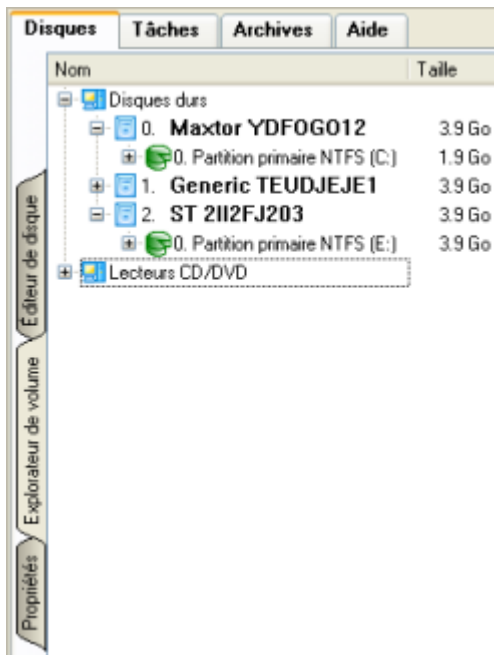 Disques Tâches Archives Aide
Nom Taille
Disques durs
0. Maxtor YDFOGO12 3.9 Go
0. Partition primaire NTFS (C:) 1.9 Go
1. Generic TEUDJEJE1 3.9 Go
2. ST 2II2FJ203 3.9 Go
0. Partition primaire NTFS (E:) 3.9 Go
Lecteurs CD/DVD
Éditeur de disque
Explorateur de volume
Propriétés